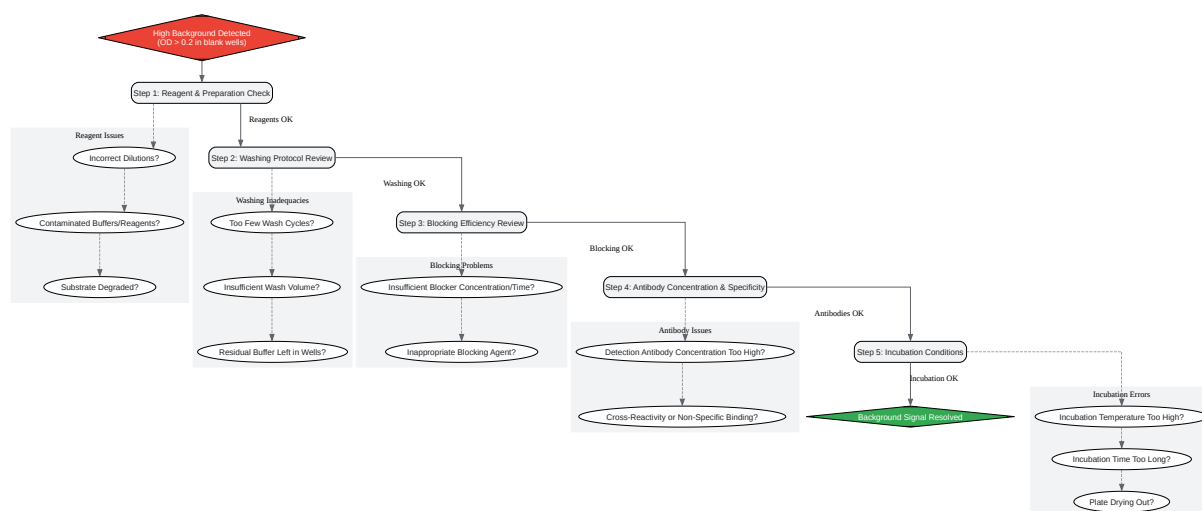 High Background Detected
(OD > 0.2 in blank wells)
Step 1: Reagent & Preparation Check
Reagents OK
Reagent Issues
Incorrect Dilutions?
Contaminated Buffers/Reagents?
Substrate Degraded?
Step 2: Washing Protocol Review
Washing OK
Washing Inadequacies
Too Few Wash Cycles?
Insufficient Wash Volume?
Residual Buffer Left in Wells?
Step 3: Blocking Efficiency Review
Blocking OK
Blocking Problems
Insufficient Blocker Concentration/Time?
Inappropriate Blocking Agent?
Step 4: Antibody Concentration & Specificity
Antibodies OK
Antibody Issues
Detection Antibody Concentration Too High?
Cross-Reactivity or Non-Specific Binding?
Step 5: Incubation Conditions
Incubation OK
Background Signal Resolved
Incubation Errors
Incubation Temperature Too High?
Incubation Time Too Long?
Plate Drying Out?